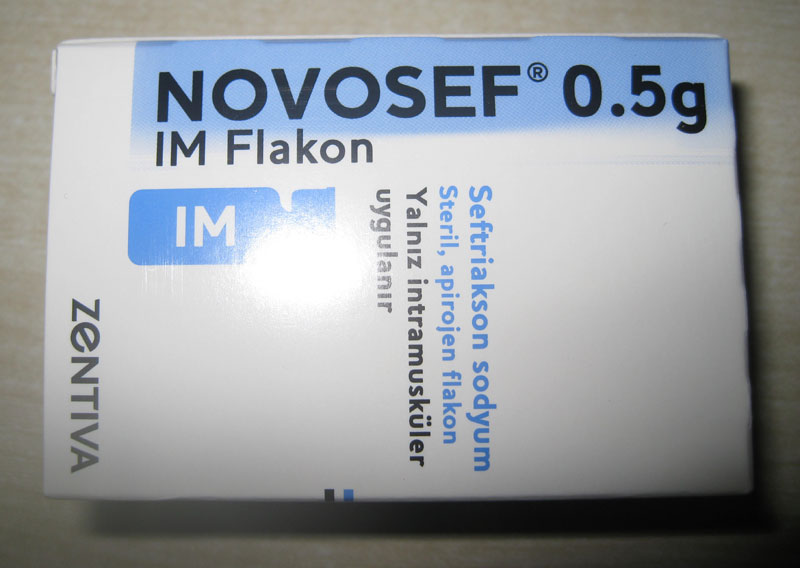 NOVOSEF® 0.5g
IM Flakon
IM
Seftriakson sodyum
Steril, apirojen flakon
Yalnız intramusküler
uygulanır
ZENTIVA